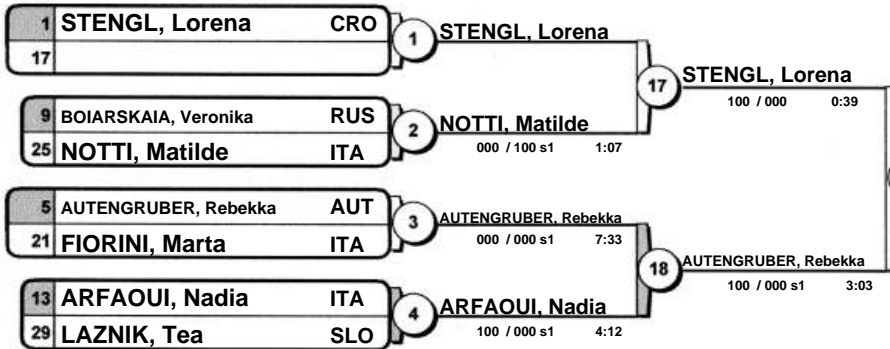 1 STENGL, Lorena CRO
17
1 STENGL, Lorena
9 BOIARSKAIA, Veronika RUS
25 NOTTI, Matilde ITA
2 NOTTI, Matilde
000 / 100 s1 1:07
17 STENGL, Lorena
100 / 000 0:39
5 AUTENGRUBER, Rebekka AUT
21 FIORINI, Marta ITA
3 AUTENGRUBER, Rebekka
000 / 000 s1 7:33
13 ARFAOUI, Nadia ITA
29 LAZNIK, Tea SLO
4 ARFAOUI, Nadia
100 / 000 s1 4:12
18 AUTENGRUBER, Rebekka
100 / 000 s1 3:03